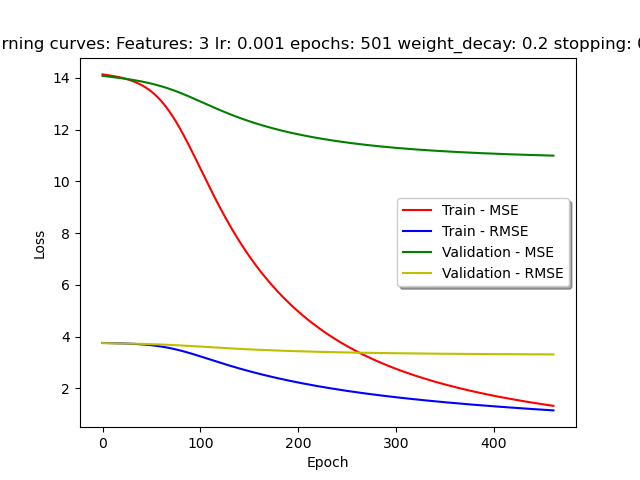 rning curves: Features: 3 lr: 0.001 epochs: 501 weight_decay: 0.2 stopping:
14
12
10
8
6
4
2
Loss
Train - MSE
Train - RMSE
Validation - MSE
Validation - RMSE
0
100
200
300
400
Epoch